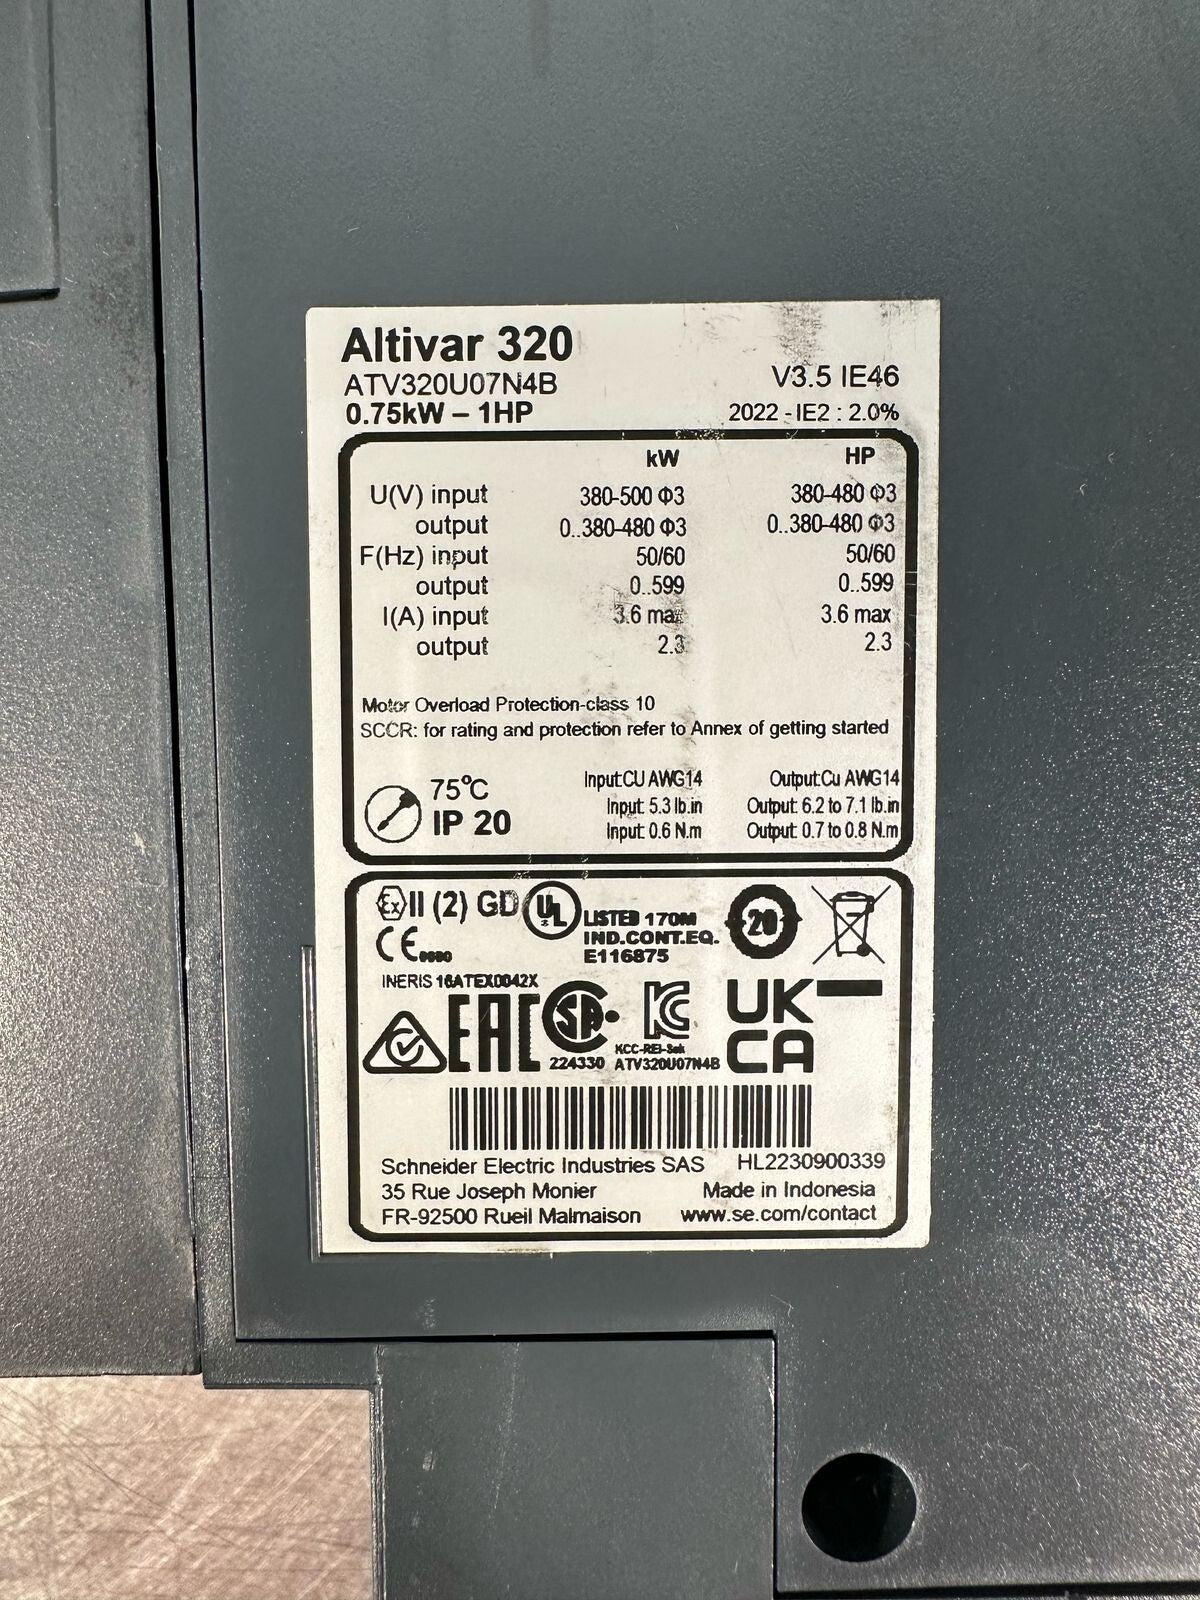 Altivar 320
ATV320U07N4B V3.5 IE46
0.75kW – 1HP 2022 - IE2 : 2.0%
kW HP
U(V) input 380-500 Φ3 380-480 Φ3
output 0..380-480 Φ3 0..380-480 Φ3
F(Hz) input 50/60 50/60
output 0..599 0..599
I(A) input 3.6 max 3.6 max
output 2.3 2.3
Motor Overload Protection-class 10
SCCR: for rating and protection refer to Annex of getting started
75°C Input:CU AWG14 Output:Cu AWG14
IP 20 Input: 5.3 lb.in Output: 6.2 to 7.1 lb.in
Input: 0.6 N.m Output: 0.7 to 0.8 N.m
Ex II (2) GD UL LISTED 170M 20
IND.CONT.EQ.
CE E116875
INERIS 16ATEX0042X
EAC SA KC UK CA
KCC-REI-Sek
224330 ATV320U07N4B
Schneider Electric Industries SAS HL2230900339
35 Rue Joseph Monier Made in Indonesia
FR-92500 Rueil Malmaison www.se.com/contact